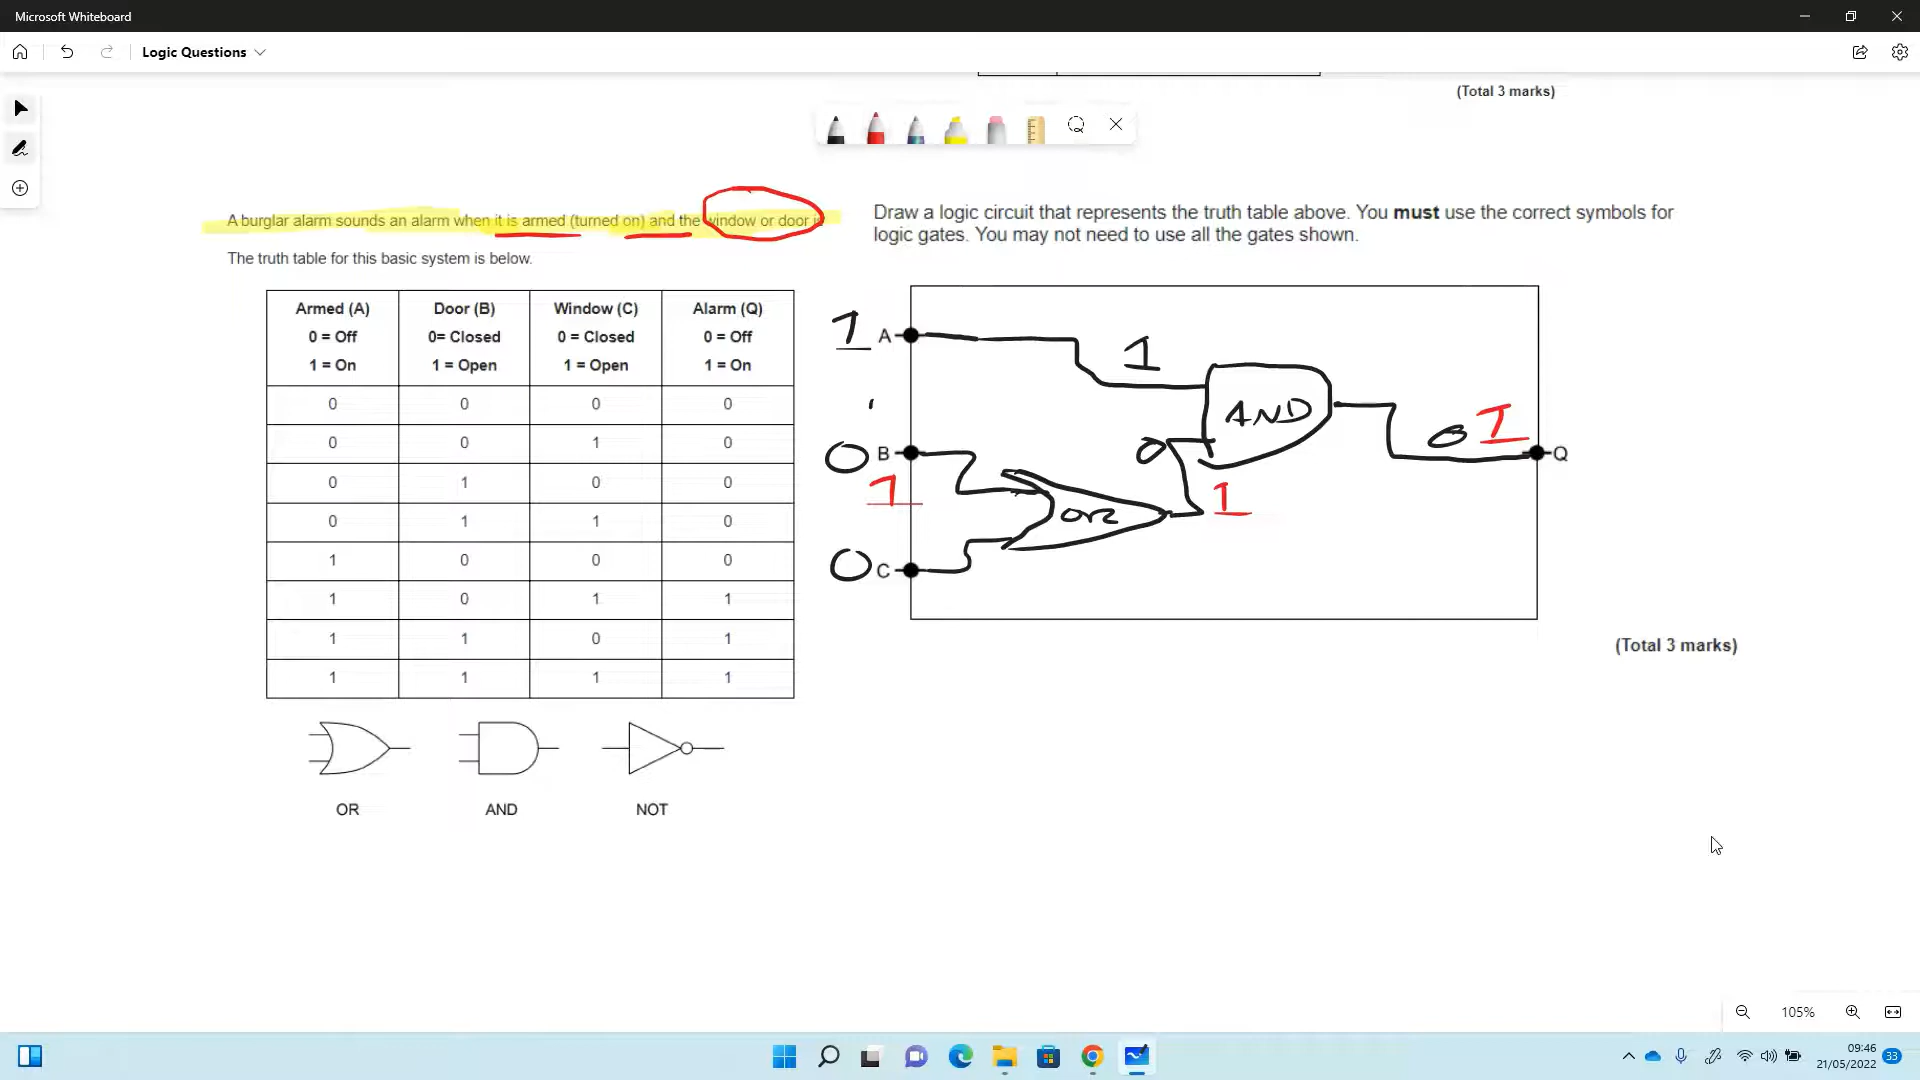 Microsoft Whiteboard
Logic Questions
(Total 3 marks)
A burglar alarm sounds an alarm when it is armed (turned on) and the window or door is
The truth table for this basic system is below.
Armed (A) Door (B) Window (C) Alarm (Q)
0 = Off 0= Closed 0 = Closed 0 = Off
1 = On 1 = Open 1 = Open 1 = On
0 0 0 0
0 0 1 0
0 1 0 0
0 1 1 0
1 0 0 0
1 0 1 1
1 1 0 1
1 1 1 1
OR AND NOT
Draw a logic circuit that represents the truth table above. You must use the correct symbols for
logic gates. You may not need to use all the gates shown.
1 A 1
AND
0 B 0 0 1 Q
1 OR 1
0 C
(Total 3 marks)
105%
09:46
21/05/2022 33